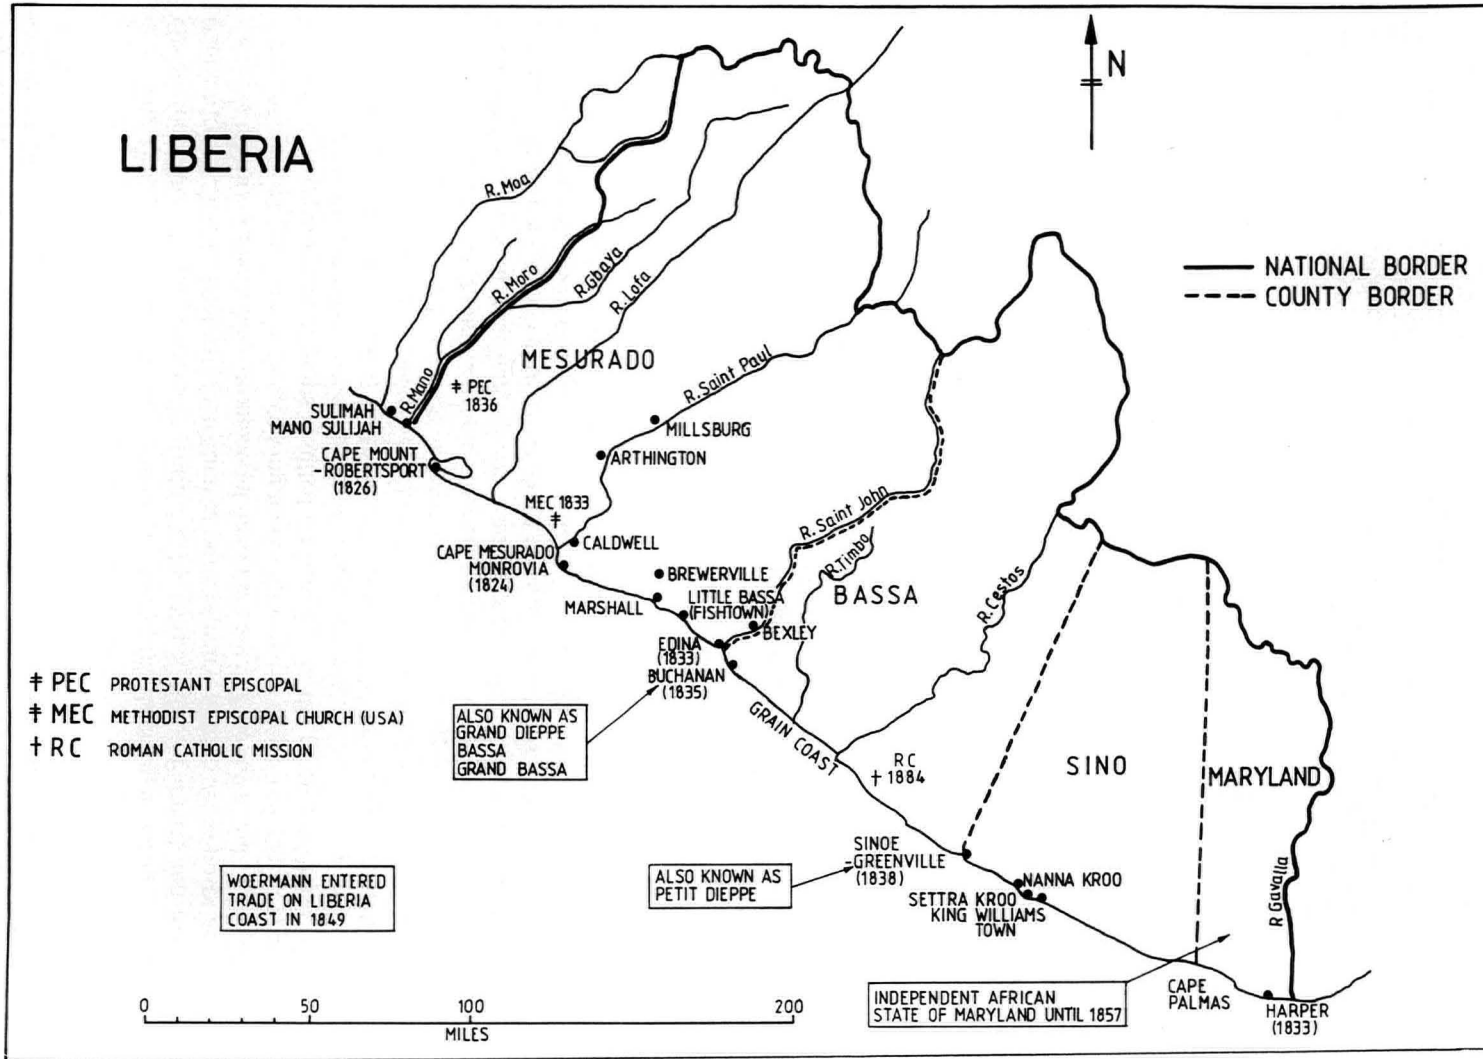 N
LIBERIA
R. Moa
R. Moro
R. Gbaya
R. Lofa
R. Mano
NATIONAL BORDER
COUNTY BORDER
MESURADO
‡ PEC
1836
R. Saint Paul
SULIMAH
MANO SULIJAH
MILLSBURG
CAPE MOUNT
-ROBERTSPORT
(1826)
ARTHINGTON
MEC 1833
‡
R. Saint John
CALDWELL
CAPE MESURADO
MONROVIA
(1824)
R. Timbo
BREWERVILLE
BASSA
R. Cestos
MARSHALL
LITTLE BASSA
(FISHTOWN)
BEXLEY
EDINA
(1833)
BUCHANAN
(1835)
‡ PEC PROTESTANT EPISCOPAL
‡ MEC METHODIST EPISCOPAL CHURCH (USA)
† RC ROMAN CATHOLIC MISSION
ALSO KNOWN AS
GRAND DIEPPE
BASSA
GRAND BASSA
GRAIN COAST
RC
† 1884
SINO
MARYLAND
SINOE
-GREENVILLE
(1838)
ALSO KNOWN AS
PETIT DIEPPE
WOERMANN ENTERED
TRADE ON LIBERIA
COAST IN 1849
NANNA KROO
SETTRA KROO
KING WILLIAMS
TOWN
R Gavalla
INDEPENDENT AFRICAN
STATE OF MARYLAND UNTIL 1857
CAPE
PALMAS
HARPER
(1833)
0 50 100 200
MILES